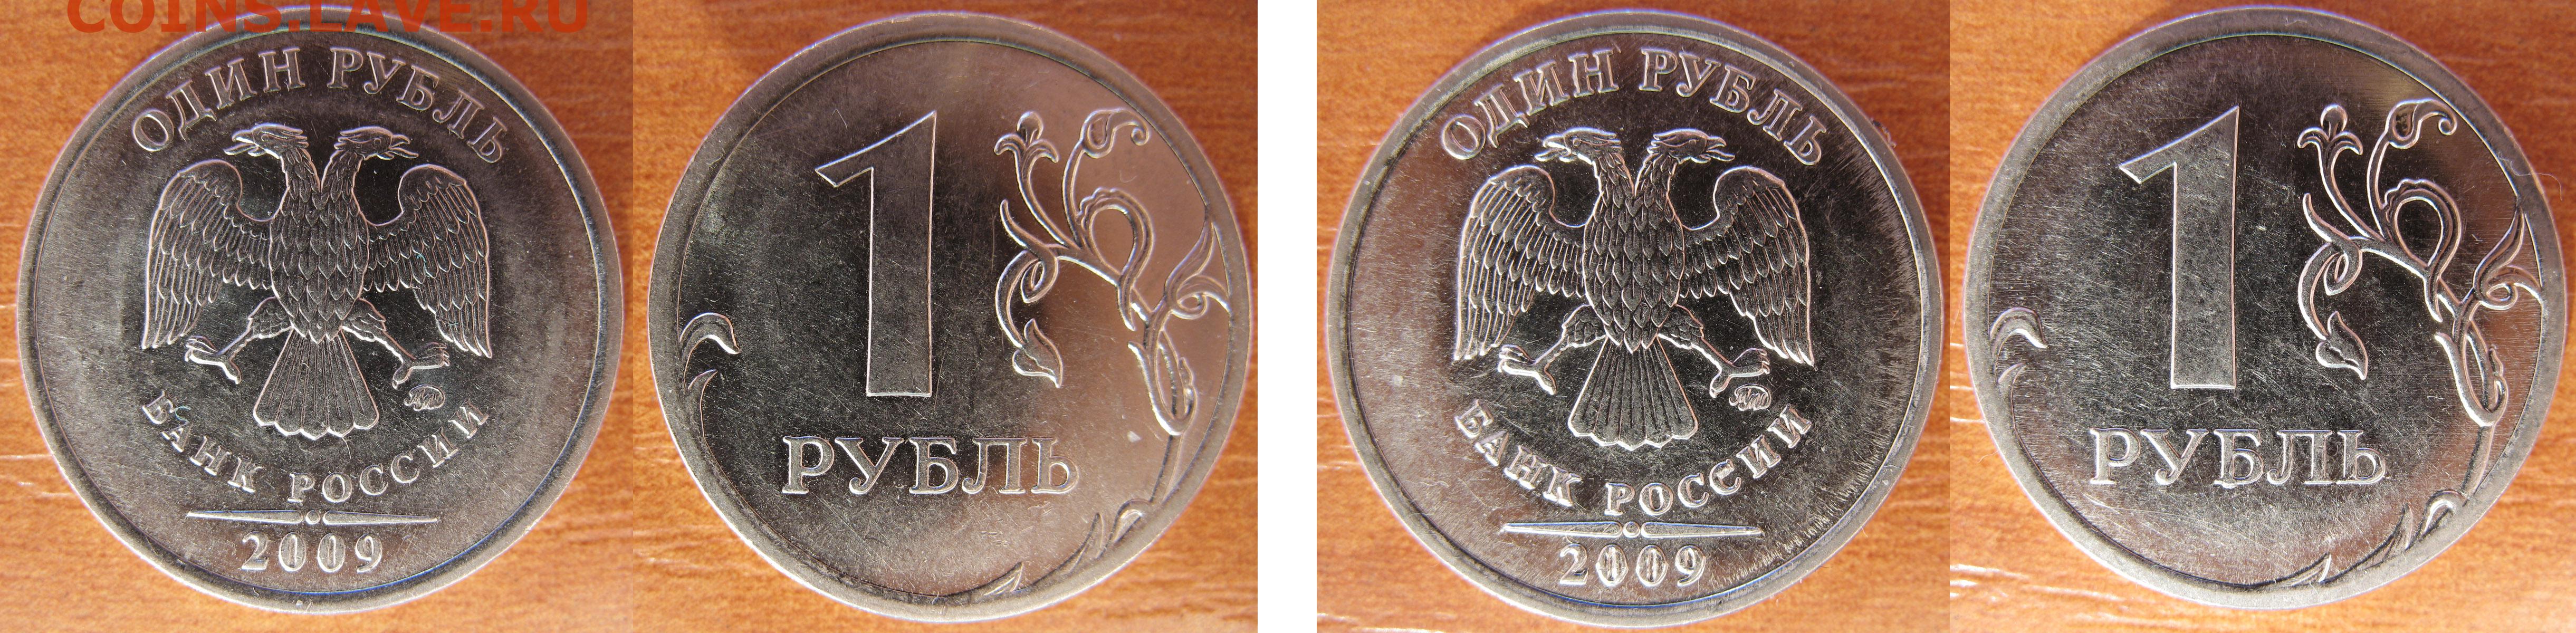 COINS.LAVE.RU
ОДИН РУБЛЬ
БАНК РОССИИ
2009
1
РУБЛЬ
ОДИН РУБЛЬ
БАНК РОССИИ
2009
1
РУБЛЬ